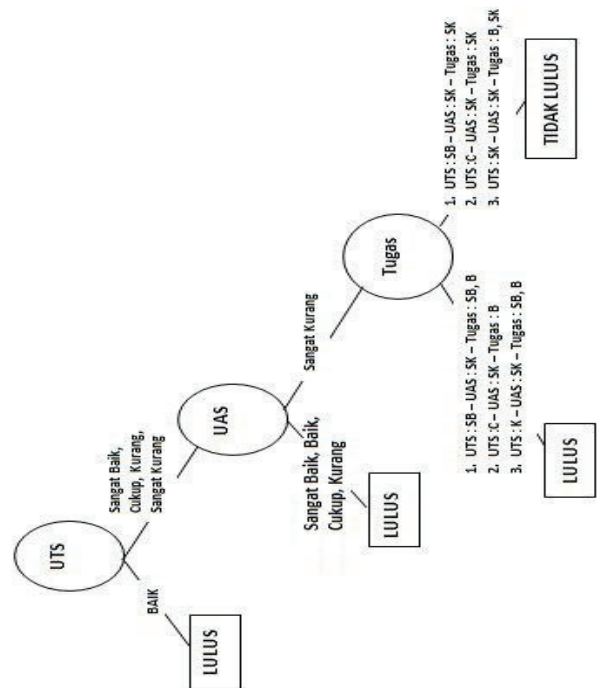 UTS
BAIK
LULUS
Sangat Baik,
Cukup, Kurang,
Sangat Kurang
UAS
Sangat Baik, Baik,
Cukup, Kurang
LULUS
Sangat Kurang
Tugas
1. UTS : SB – UAS : SK – Tugas : SB, B
2. UTS :C – UAS : SK – Tugas : B
3. UTS : K – UAS : SK – Tugas : SB, B
LULUS
1. UTS : SB – UAS : SK – Tugas : SK
2. UTS :C – UAS : SK – Tugas : SK
3. UTS : SK – UAS : SK – Tugas : B, SK
TIDAK LULUS